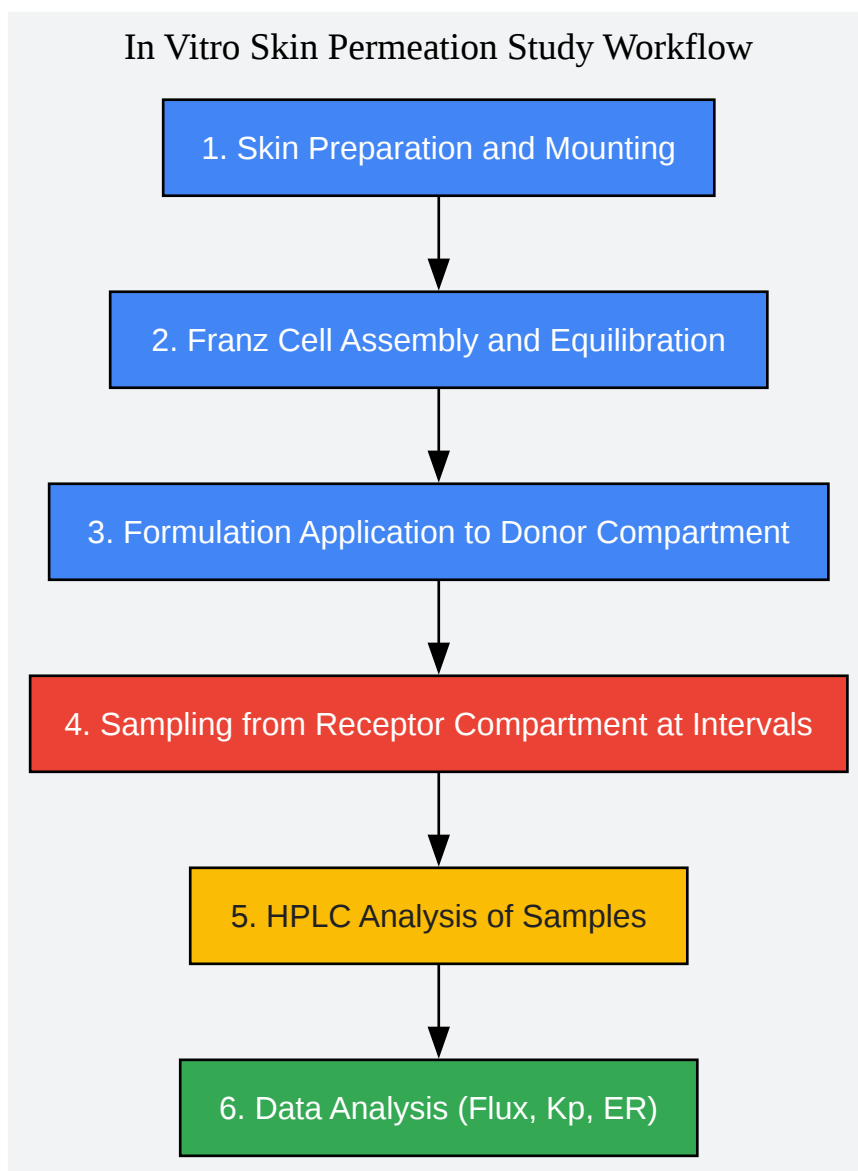 In Vitro Skin Permeation Study Workflow
1. Skin Preparation and Mounting
2. Franz Cell Assembly and Equilibration
3. Formulation Application to Donor Compartment
4. Sampling from Receptor Compartment at Intervals
5. HPLC Analysis of Samples
6. Data Analysis (Flux, Kp, ER)